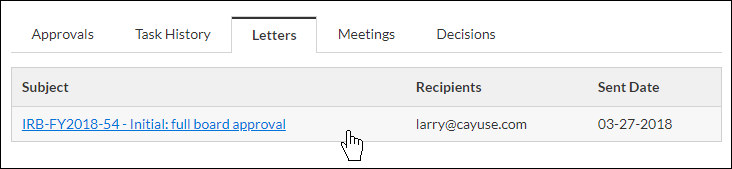 Approvals Task History Letters Meetings Decisions
Subject Recipients Sent Date
IRB-FY2018-54 - Initial: full board approval larry@cayuse.com 03-27-2018